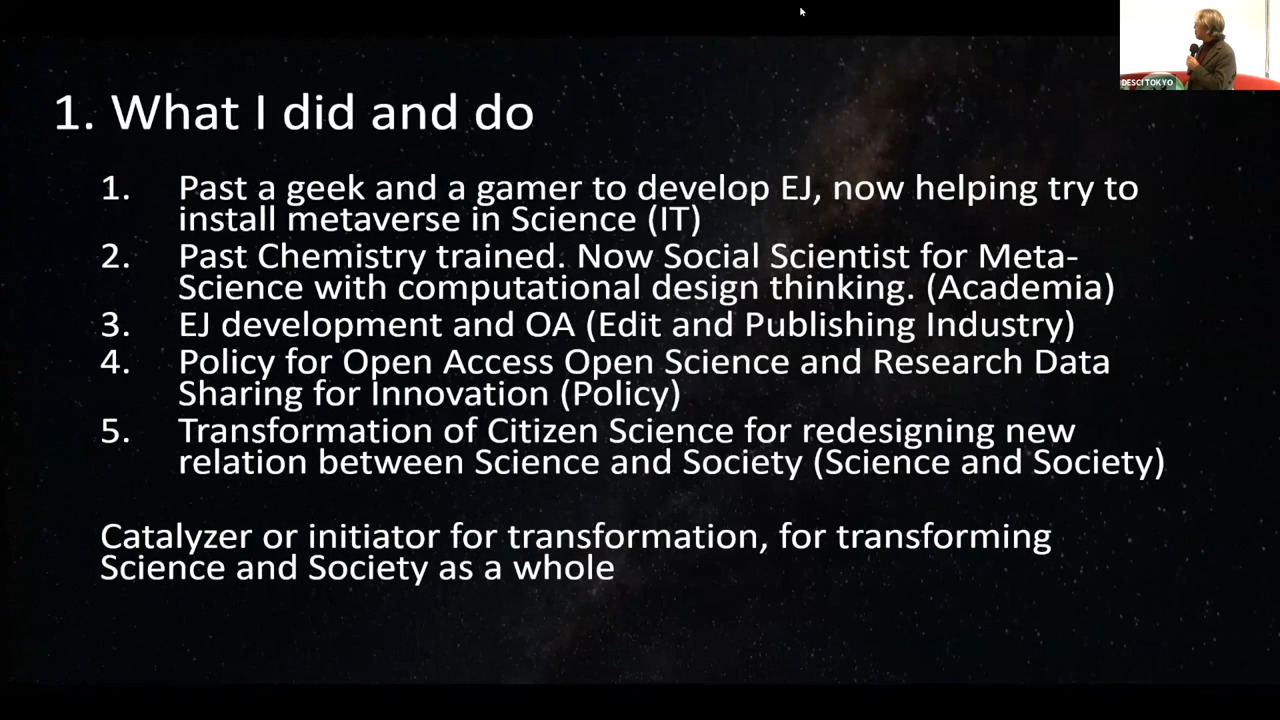 DESCI TOKYO
1. What I did and do
1. Past a geek and a gamer to develop EJ, now helping try to
install metaverse in Science (IT)
2. Past Chemistry trained. Now Social Scientist for Meta-
Science with computational design thinking. (Academia)
3. EJ development and OA (Edit and Publishing Industry)
4. Policy for Open Access Open Science and Research Data
Sharing for Innovation (Policy)
5. Transformation of Citizen Science for redesigning new
relation between Science and Society (Science and Society)
Catalyzer or initiator for transformation, for transforming
Science and Society as a whole